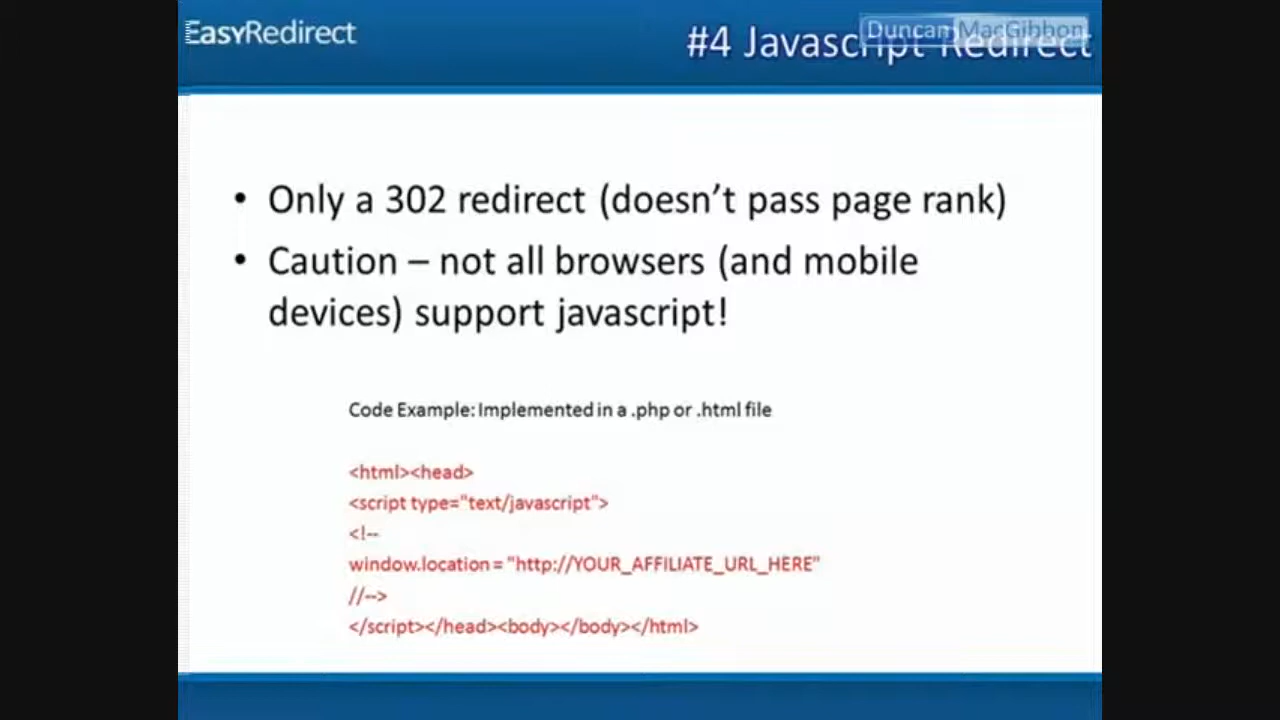 EasyRedirect
#4 Javascript Redirect
Duncan MacGibbon
• Only a 302 redirect (doesn’t pass page rank)
• Caution – not all browsers (and mobile
devices) support javascript!
Code Example: Implemented in a .php or .html file
<html><head>
<script type="text/javascript">
<!--
window.location = "http://YOUR_AFFILIATE_URL_HERE"
//-->
</script></head><body></body></html>